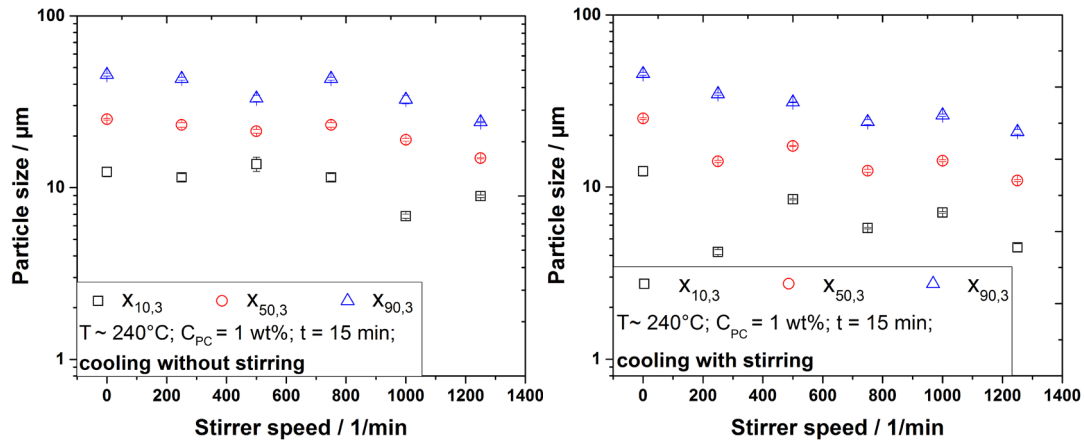 100
10
1
Particle size / µm
x10,3 x50,3 x90,3
T ~ 240°C; CPC = 1 wt%; t = 15 min;
cooling without stirring
0 200 400 600 800 1000 1200 1400
Stirrer speed / 1/min
100
10
1
Particle size / µm
x10,3 x50,3 x90,3
T ~ 240°C; CPC = 1 wt%; t = 15 min;
cooling with stirring
0 200 400 600 800 1000 1200 1400
Stirrer speed / 1/min